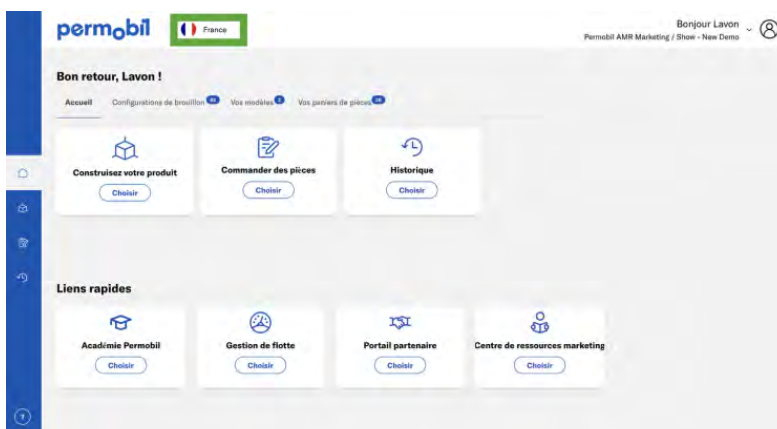 permobil
France
Bonjour Lavon
Permobil AMR Marketing / Show - New Demo
Bon retour, Lavon !
Accueil Configurations de brouillon Vos modèles Vos paniers de pièces
Construisez votre produit Commander des pièces Historique
Choisir Choisir Choisir
Liens rapides
Académie Permobil Gestion de flotte Portail partenaire Centre de ressources marketing
Choisir Choisir Choisir Choisir